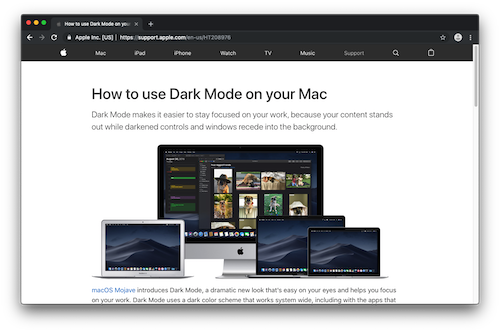 How to use Dark Mode on your
Apple Inc. [US] | https://support.apple.com/en-us/HT208976
Mac iPad iPhone Watch TV Music Support
How to use Dark Mode on your Mac
Dark Mode makes it easier to stay focused on your work, because your content stands
out while darkened controls and windows recede into the background.
macOS Mojave introduces Dark Mode, a dramatic new look that's easy on your eyes and helps you focus
on your work. Dark Mode uses a dark color scheme that works system wide, including with the apps that